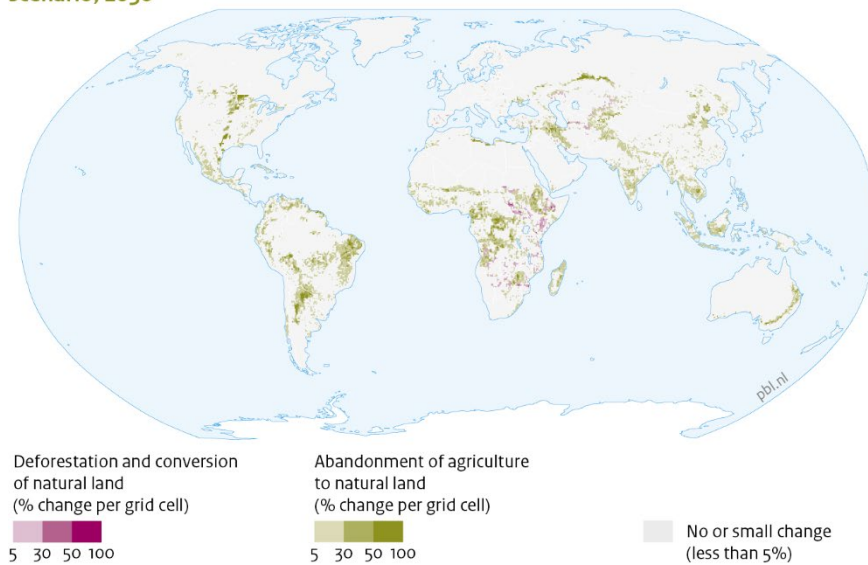 scenario,
pbl.nl
Deforestation and conversion
of natural land
(% change per grid cell)
5 30 50 100
Abandonment of agriculture
to natural land
(% change per grid cell)
5 30 50 100
No or small change
(less than 5%)